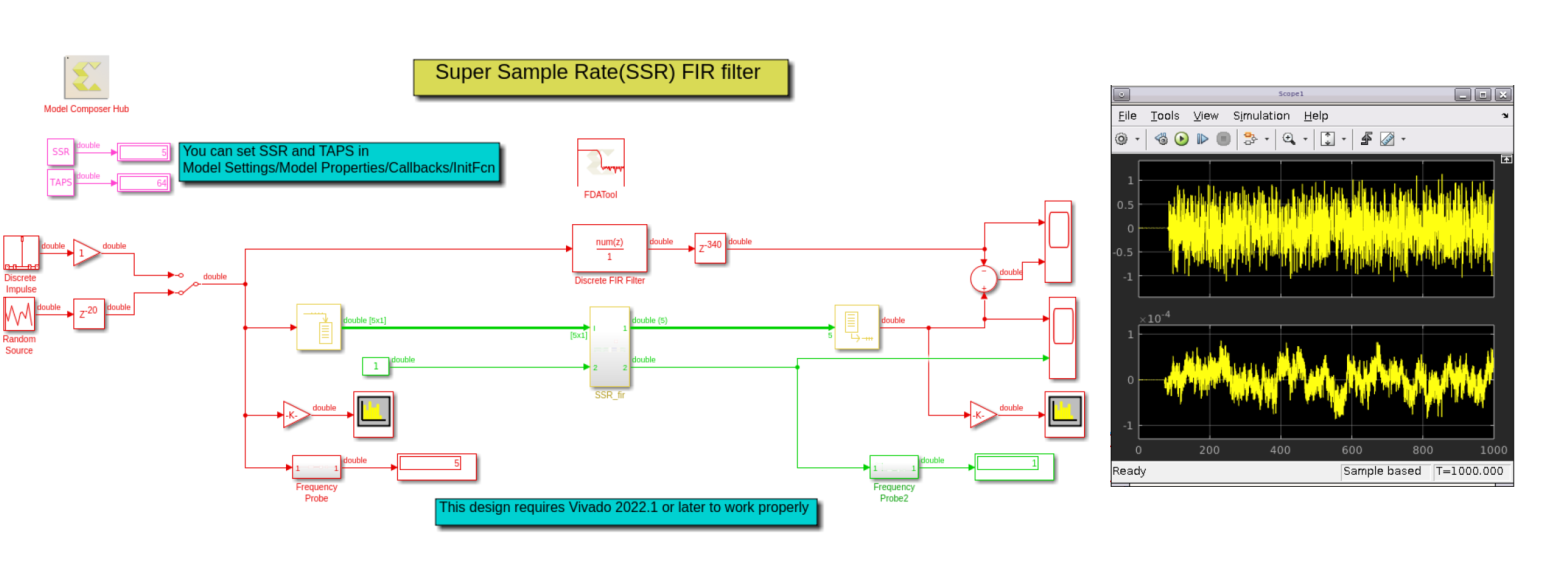 Super Sample Rate(SSR) FIR filter
Model Composer Hub
SSR
double
5
TAPS
double
64
You can set SSR and TAPS in
Model Settings/Model Properties/Callbacks/InitFcn
FDATool
Discrete
Impulse
double
1
double
Random
Source
double
Z-20
double
double
num(z)
1
Discrete FIR Filter
double
Z-340
double
double
double [5x1]
[5x1]
I
1
2
2
SSR_fir
double (5)
double
5
double
1
double
-K-
double
-K-
double
1
1
double
5
Frequency
Probe
1
1
double
1
Frequency
Probe2
This design requires Vivado 2022.1 or later to work properly
Scope1
File Tools View Simulation Help
1
0.5
0
-0.5
-1
×10-4
1
0
-1
0 200 400 600 800 1000
Ready
Sample based
T=1000.000